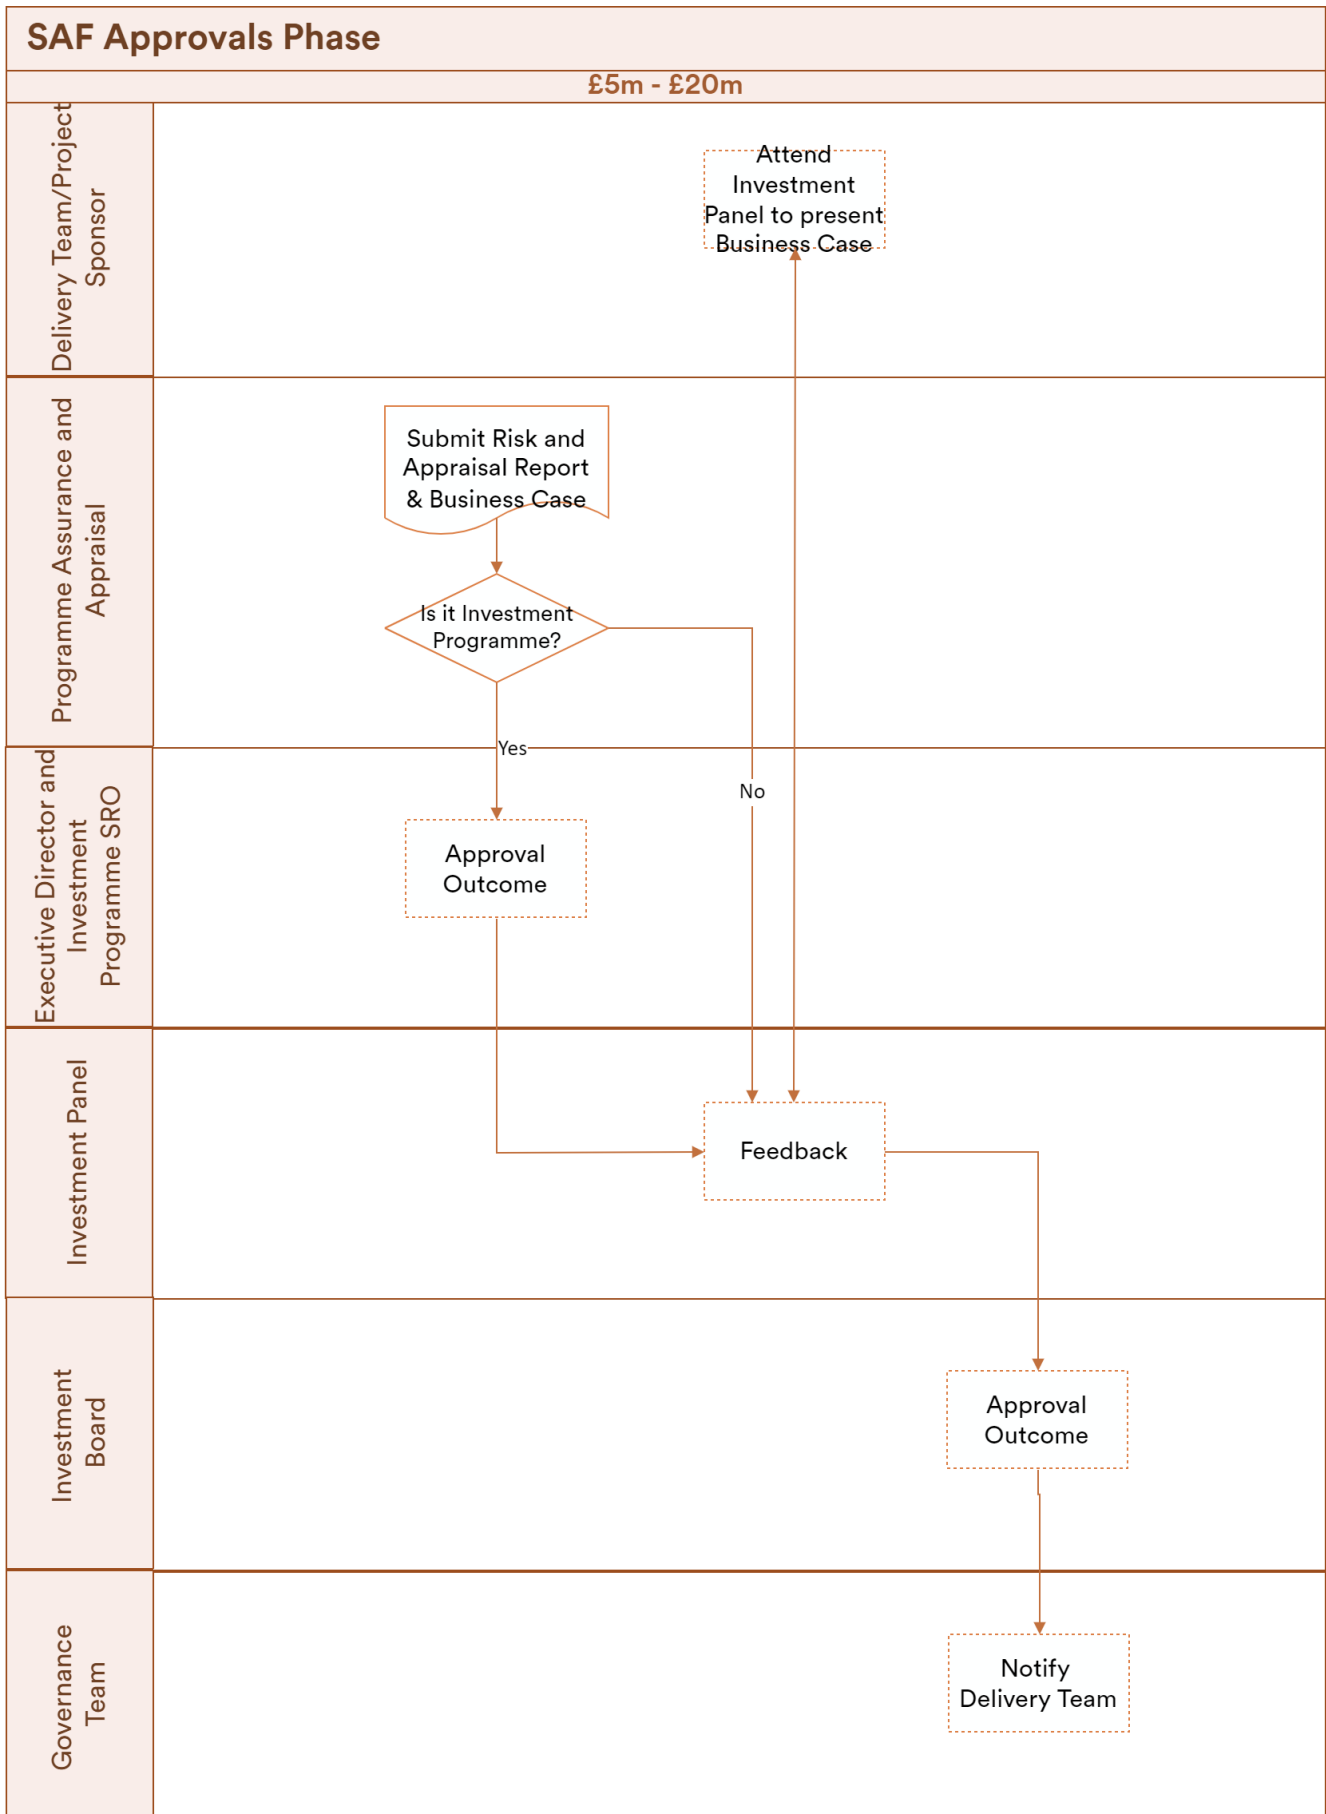 SAF Approvals Phase
£5m - £20m
Delivery Team/Project
Sponsor
Attend
Investment
Panel to present
Business Case
Programme Assurance and
Appraisal
Submit Risk and
Appraisal Report
& Business Case
Is it Investment
Programme?
Yes
No
Executive Director and
Investment
Programme SRO
Approval
Outcome
Investment Panel
Feedback
Investment
Board
Approval
Outcome
Governance
Team
Notify
Delivery Team